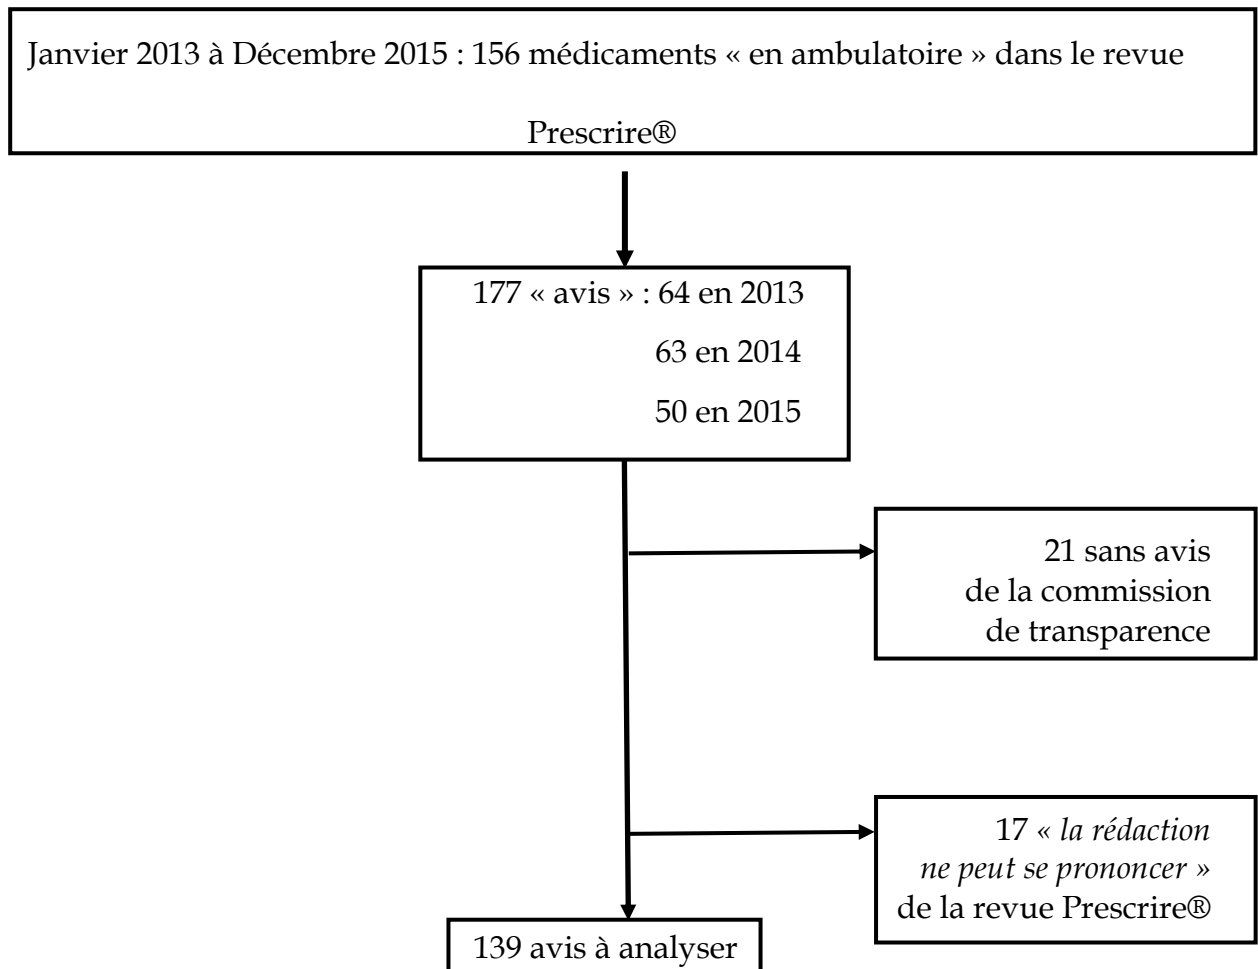 Janvier 2013 à Décembre 2015 : 156 médicaments « en ambulatoire » dans le revue
Prescrire®
177 « avis » : 64 en 2013
63 en 2014
50 en 2015
21 sans avis
de la commission
de transparence
17 « la rédaction
ne peut se prononcer »
de la revue Prescrire®
139 avis à analyser